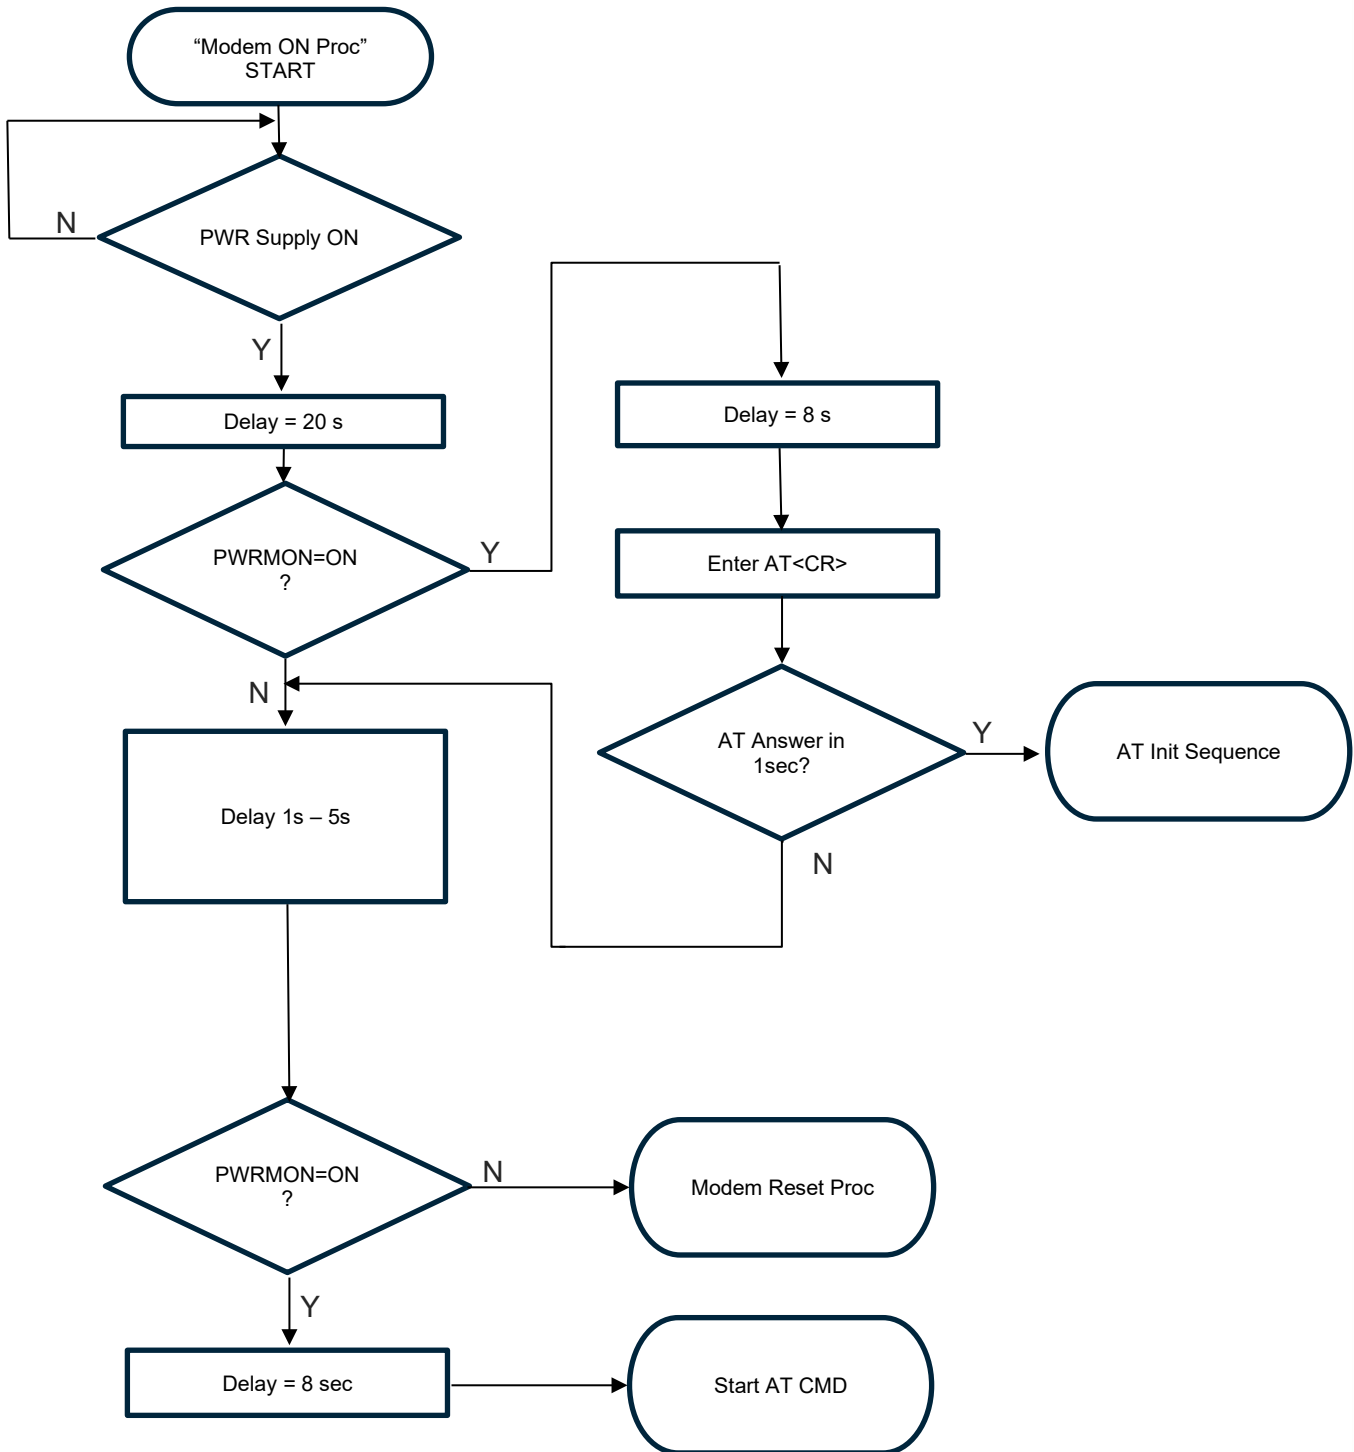 “Modem ON Proc”
START
N
PWR Supply ON
Y
Delay = 20 s
PWRMON=ON
?
Y
Delay = 8 s
Enter AT<CR>
AT Answer in
1sec?
Y
AT Init Sequence
N
N
Delay 1s – 5s
PWRMON=ON
?
N
Modem Reset Proc
Y
Delay = 8 sec
Start AT CMD